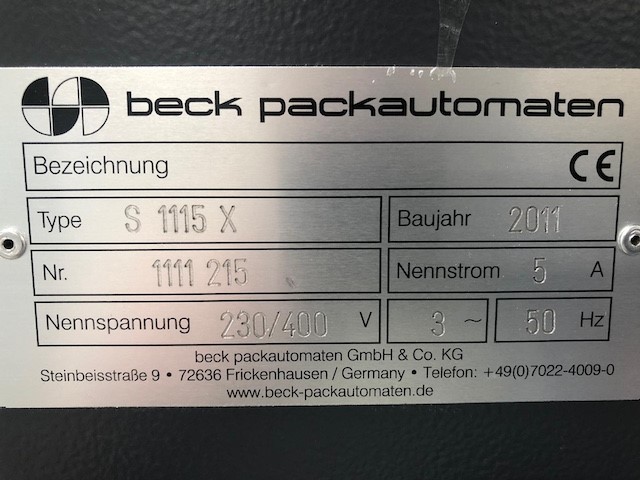 beck packautomaten
Bezeichnung CE
Type S 1115 X Baujahr 2011
Nr. 1111 215 Nennstrom 5 A
Nennspannung 230/400 V 3 ~ 50 Hz
beck packautomaten GmbH & Co. KG
Steinbeisstraße 9 • 72636 Frickenhausen / Germany • Telefon: +49(0)7022-4009-0
www.beck-packautomaten.de